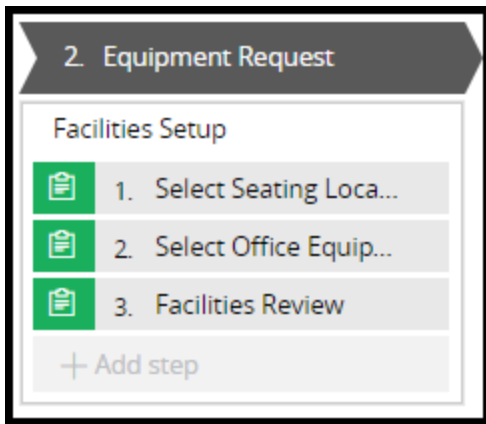 2. Equipment Request
Facilities Setup
1. Select Seating Loca...
2. Select Office Equip...
3. Facilities Review
+ Add step